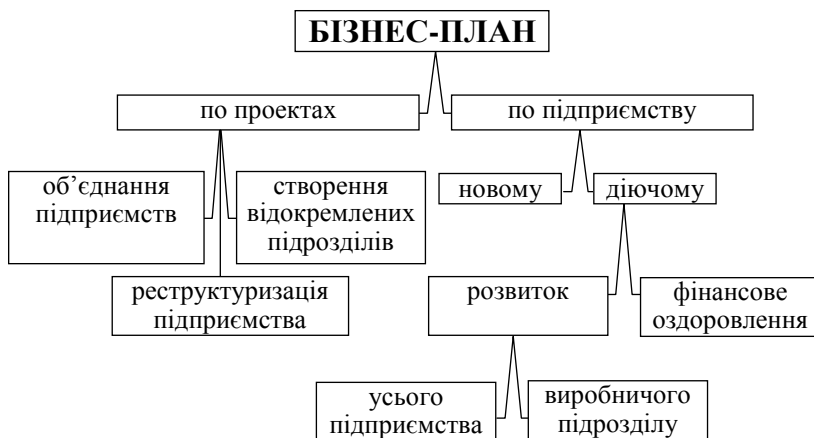 БІЗНЕС-ПЛАН
по проектах
по підприємству
об’єднання
підприємств
створення
відокремлених
підрозділів
новому
діючому
реструктуризація
підприємства
розвиток
фінансове
оздоровлення
усього
підприємства
виробничого
підрозділу